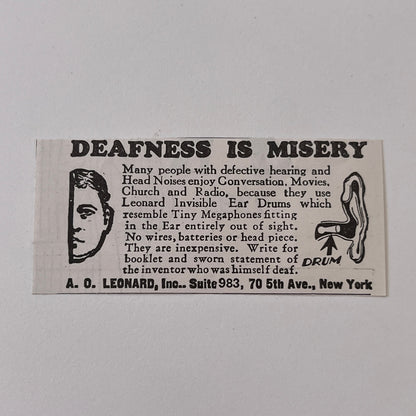 DEAFNESS IS MISERY
Many people with defective hearing and
Head Noises enjoy Conversation, Movies,
Church and Radio, because they use
Leonard Invisible Ear Drums which
resemble Tiny Megaphones fitting
in the Ear entirely out of sight.
No wires, batteries or head piece.
They are inexpensive. Write for
booklet and sworn statement of
the inventor who was himself deaf.
DRUM
A. O. LEONARD, Inc., Suite 983, 70 5th Ave., New York